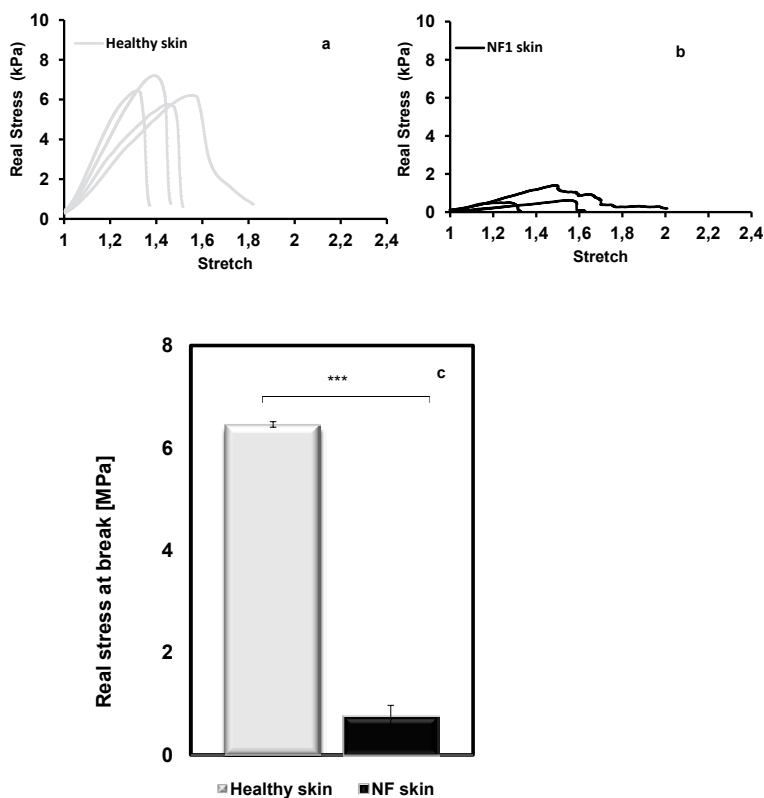 Healthy skin
a
Real Stress (kPa)
10
8
6
4
2
0
1 1,2 1,4 1,6 1,8 2 2,2 2,4
Stretch
NF1 skin
b
Real Stress (kPa)
10
8
6
4
2
0
1 1,2 1,4 1,6 1,8 2 2,2 2,4
Stretch
c
***
Real stress at break [MPa]
8
6
4
2
0
Healthy skin NF skin